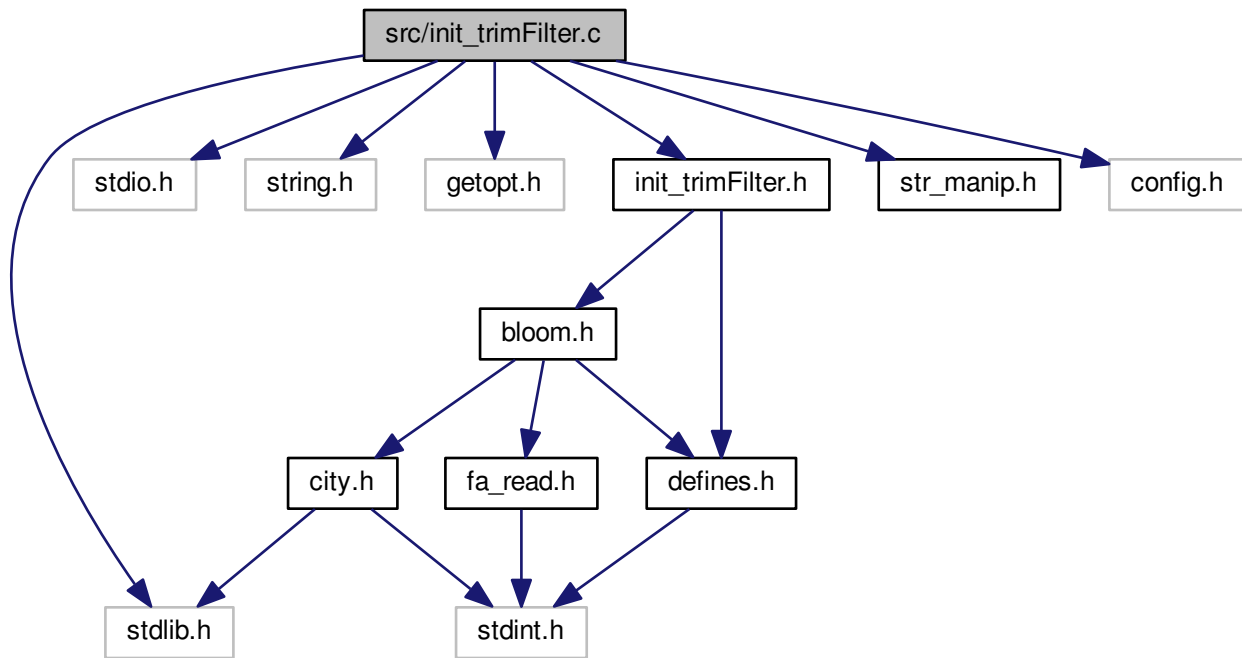 src/init_trimFilter.c
stdio.h
string.h
getopt.h
init_trimFilter.h
str_manip.h
config.h
bloom.h
city.h
fa_read.h
defines.h
stdlib.h
stdint.h